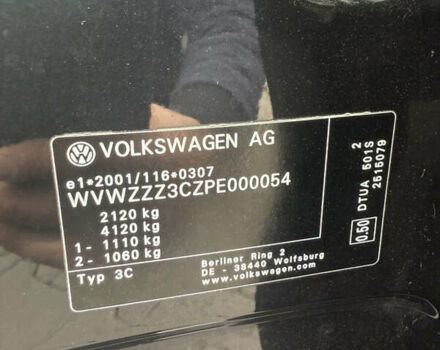 VOLKSWAGEN AG
e1*2001/116*0307
WVWZZZ3CZPE000054
2120 kg
4120 kg
1- 1110 kg
2- 1060 kg
Typ 3C
Berliner Ring 2
DE - 38440 Wolfsburg
www.volkswagen.com
0.50
DTUA 501S 2
2515079